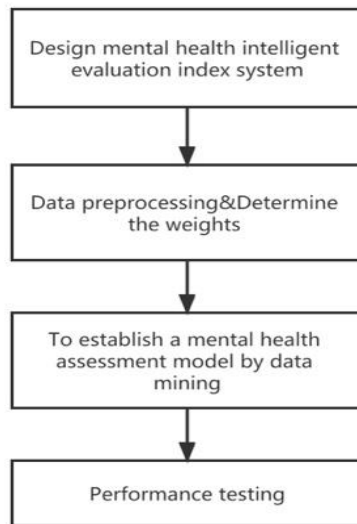 Design mental health intelligent
evaluation index system
Data preprocessing&Determine
the weights
To establish a mental health
assessment model by data
mining
Performance testing